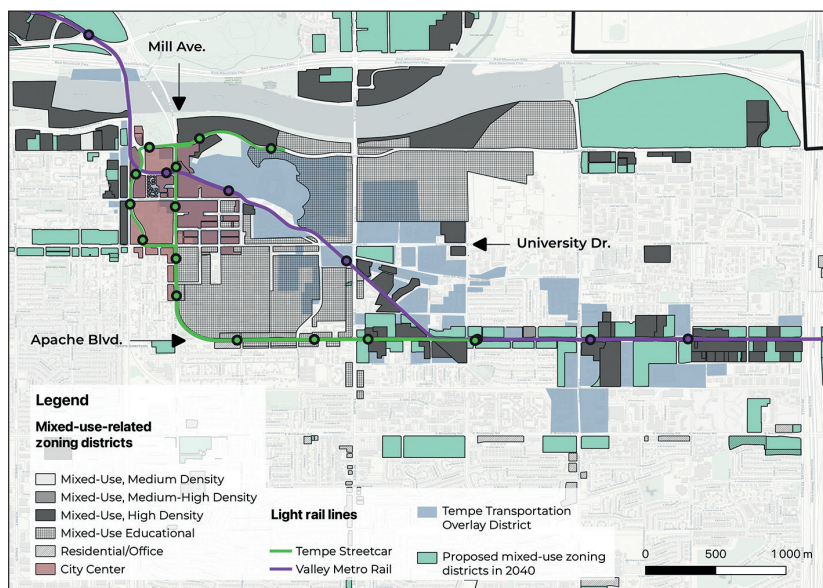 Mill Ave.
University Dr.
Apache Blvd.
Legend
Mixed-use-related
zoning districts
Mixed-Use, Medium Density
Mixed-Use, Medium-High Density
Mixed-Use, High Density
Mixed-Use Educational
Residential/Office
City Center
Light rail lines
Tempe Streetcar
Valley Metro Rail
Tempe Transportation
Overlay District
Proposed mixed-use zoning
districts in 2040
0 500 1 000 m